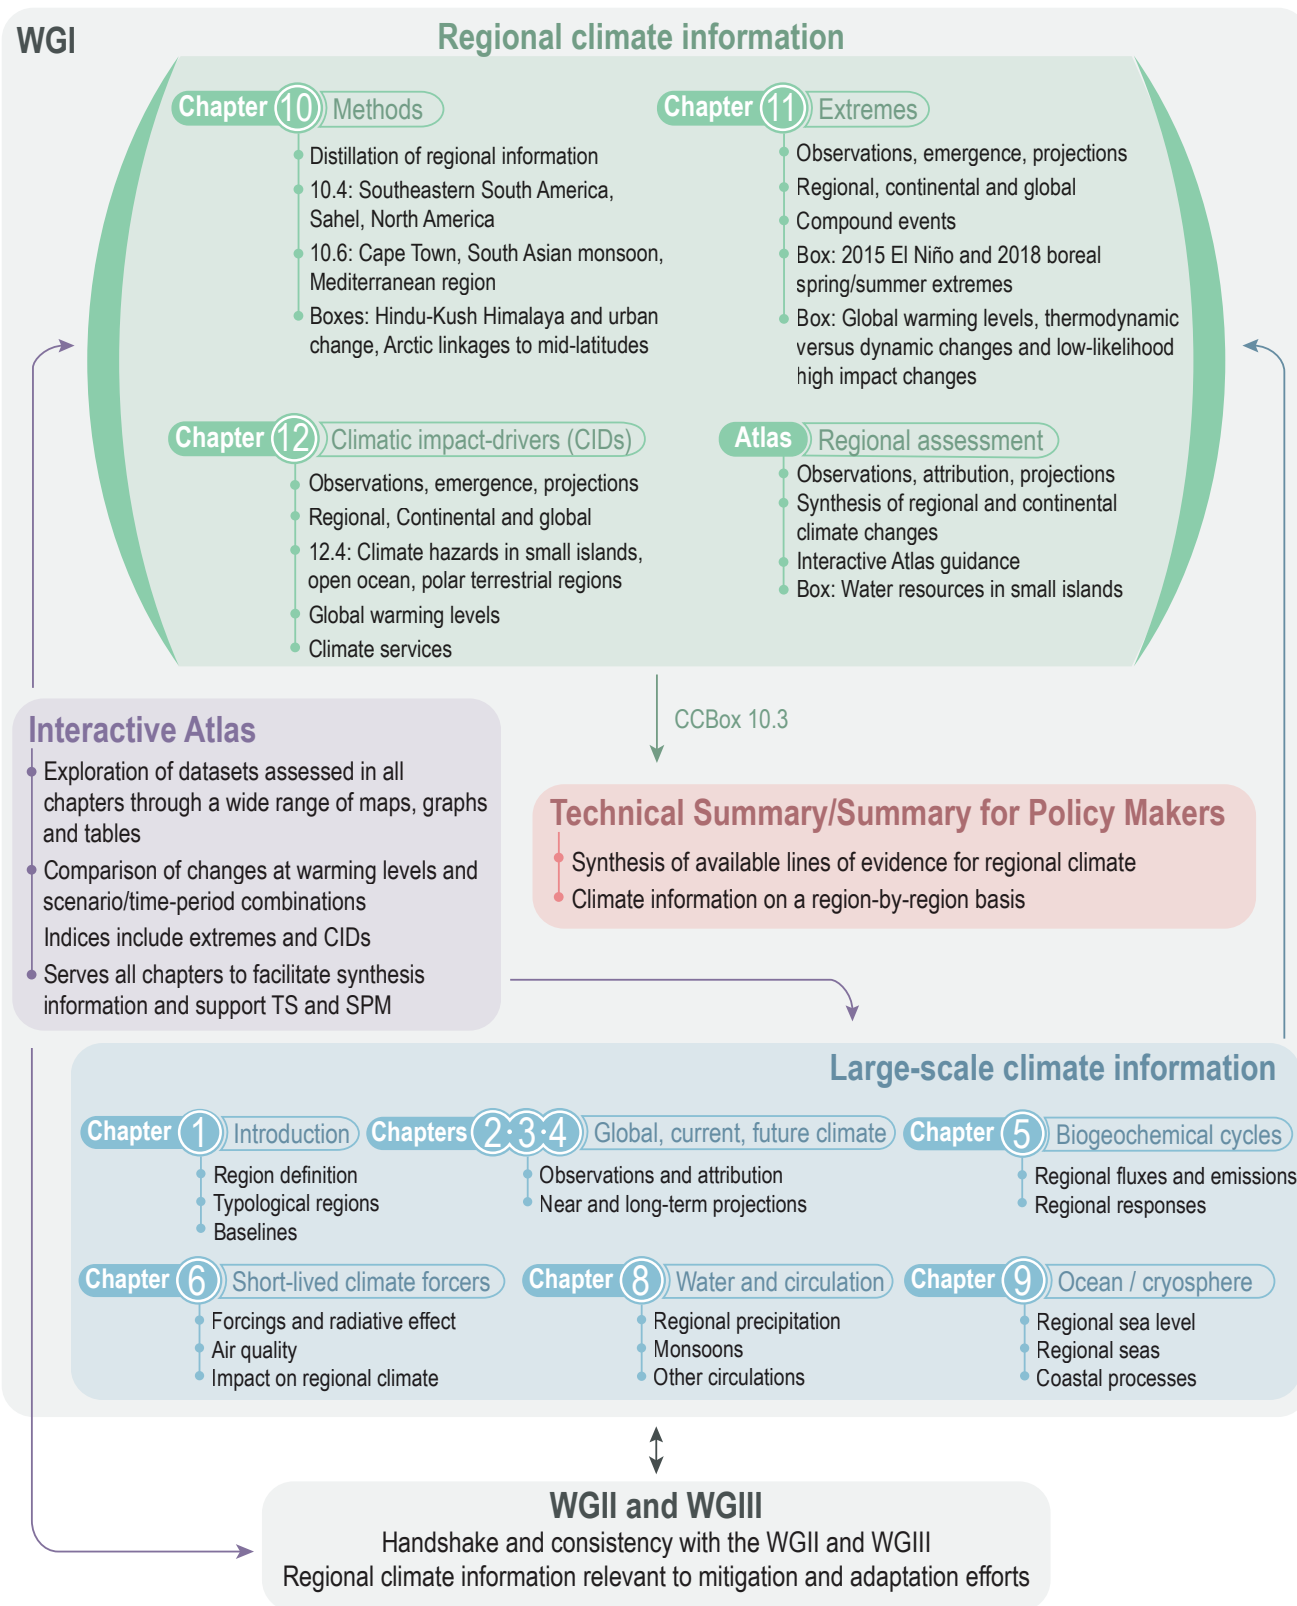 WGI
Regional climate information
Chapter 10 Methods
Distillation of regional information
10.4: Southeastern South America,
Sahel, North America
10.6: Cape Town, South Asian monsoon,
Mediterranean region
Boxes: Hindu-Kush Himalaya and urban
change, Arctic linkages to mid-latitudes
Chapter 11 Extremes
Observations, emergence, projections
Regional, continental and global
Compound events
Box: 2015 El Niño and 2018 boreal
spring/summer extremes
Box: Global warming levels, thermodynamic
versus dynamic changes and low-likelihood
high impact changes
Chapter 12 Climatic impact-drivers (CIDs)
Observations, emergence, projections
Regional, Continental and global
12.4: Climate hazards in small islands,
open ocean, polar terrestrial regions
Global warming levels
Climate services
Atlas Regional assessment
Observations, attribution, projections
Synthesis of regional and continental
climate changes
Interactive Atlas guidance
Box: Water resources in small islands
CCBox 10.3
Interactive Atlas
Exploration of datasets assessed in all
chapters through a wide range of maps, graphs
and tables
Comparison of changes at warming levels and
scenario/time-period combinations
Indices include extremes and CIDs
Serves all chapters to facilitate synthesis
information and support TS and SPM
Technical Summary/Summary for Policy Makers
Synthesis of available lines of evidence for regional climate
Climate information on a region-by-region basis
Large-scale climate information
Chapter 1 Introduction
Region definition
Typological regions
Baselines
Chapters 2·3·4 Global, current, future climate
Observations and attribution
Near and long-term projections
Chapter 5 Biogeochemical cycles
Regional fluxes and emissions
Regional responses
Chapter 6 Short-lived climate forcers
Forcings and radiative effect
Air quality
Impact on regional climate
Chapter 8 Water and circulation
Regional precipitation
Monsoons
Other circulations
Chapter 9 Ocean / cryosphere
Regional sea level
Regional seas
Coastal processes
WGII and WGIII
Handshake and consistency with the WGII and WGIII
Regional climate information relevant to mitigation and adaptation efforts